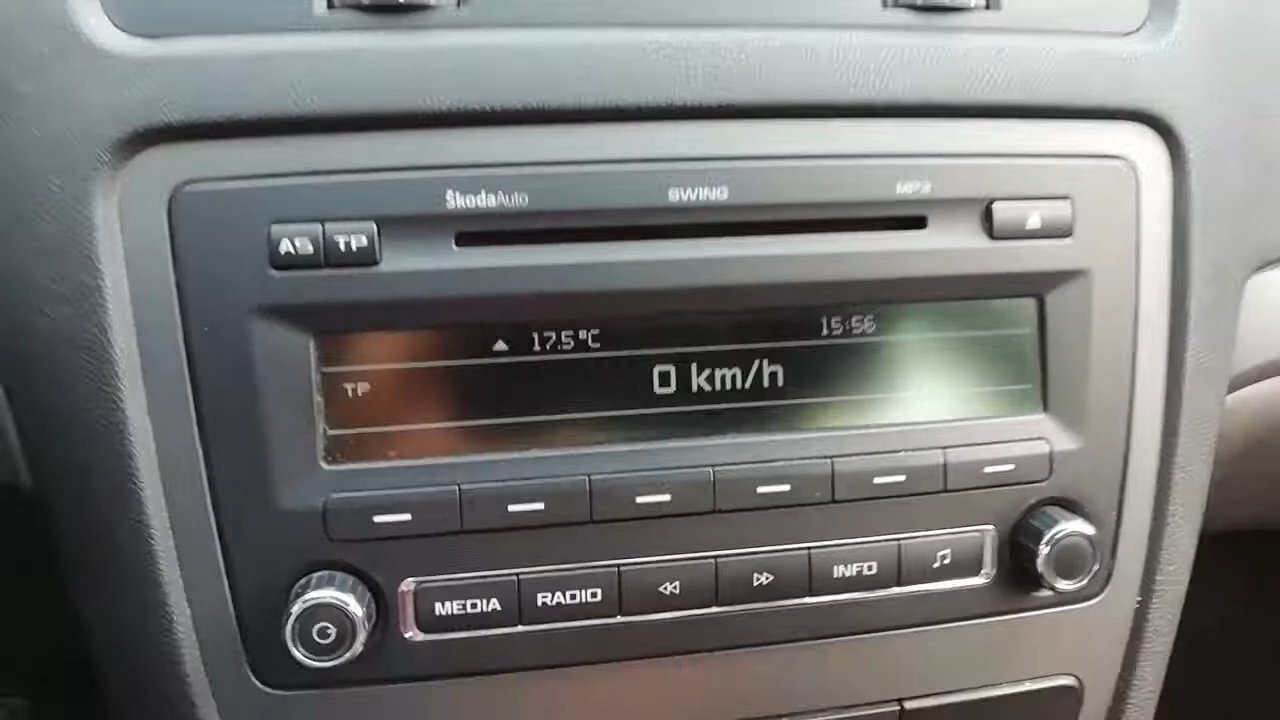 ŠkodaAuto SWING MP3
AS TP
17.5°C 15:56
TP 0 km/h
MEDIA RADIO INFO